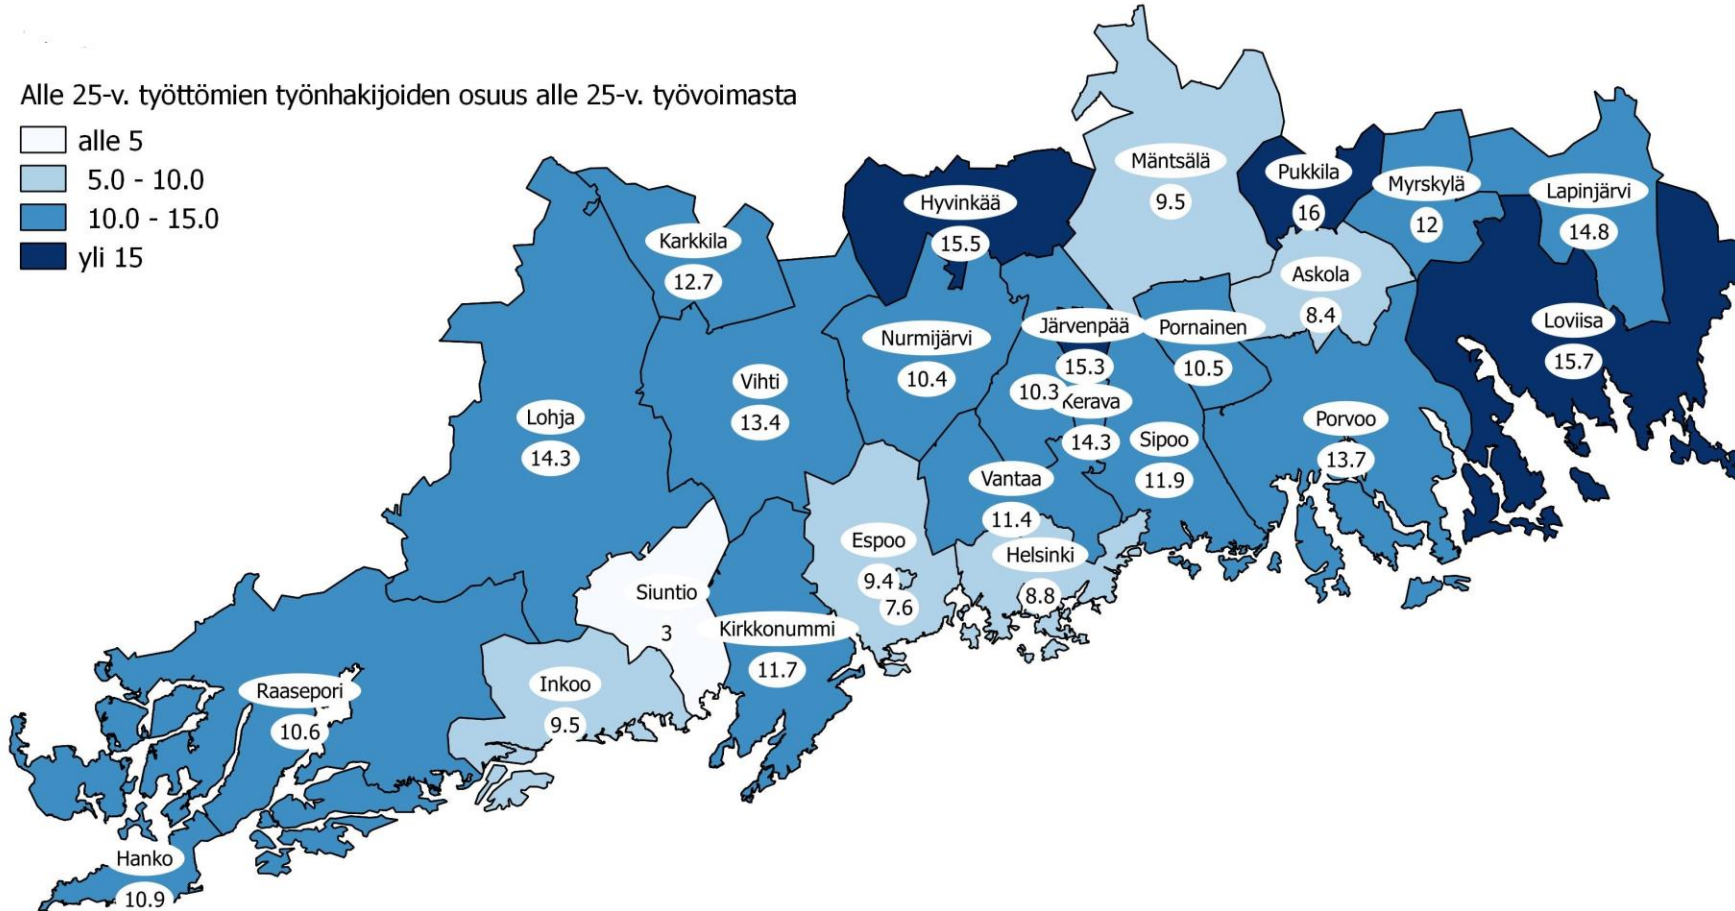 Alle 25-v. työttömien työnhakijoiden osuus alle 25-v. työvoimasta
alle 5
5.0 - 10.0
10.0 - 15.0
yli 15
Mäntsälä
9.5
Pukkila
16
Myrskylä
12
Lapinjärvi
14.8
Hyvinkää
15.5
Karkkila
12.7
Askola
8.4
Loviisa
15.7
Järvenpää
15.3
Pornainen
10.5
Nurmijärvi
10.4
Vihti
13.4
10.3
Kerava
14.3
Lohja
14.3
Sipoo
11.9
Porvoo
13.7
Vantaa
11.4
Espoo
9.4
7.6
Helsinki
8.8
Siuntio
3
Kirkkonummi
11.7
Inkoo
9.5
Raasepori
10.6
Hanko
10.9